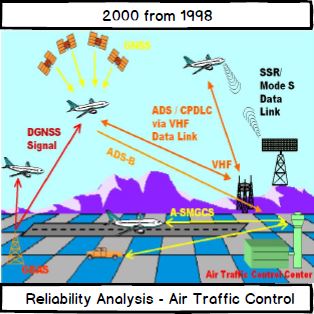 2000 from 1998
GNSS
SSR/
Mode S
Data
Link
ADS / CPDLC
via VHF
Data Link
DGNSS
Signal
ADS-B
VHF
A-SMGCS
Air Traffic Control Center
Reliability Analysis - Air Traffic Control